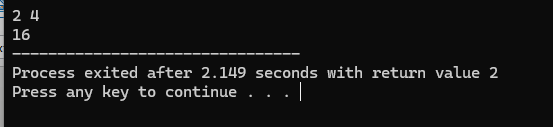 2 4
16
--------------------------------
Process exited after 2.149 seconds with return value 2
Press any key to continue . . .